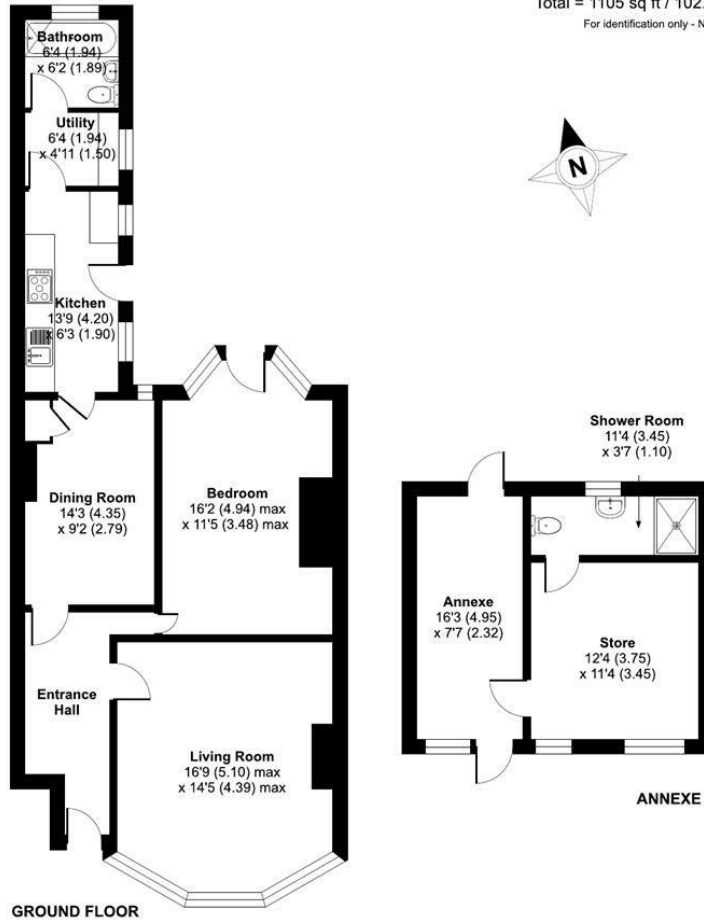 Total = 1105 sq ft / 102.
For identification only - N
Bathroom
6'4 (1.94)
x 6'2 (1.89)
Utility
6'4 (1.94)
x 4'11 (1.50)
N
Kitchen
13'9 (4.20)
x 6'3 (1.90)
Dining Room
14'3 (4.35)
x 9'2 (2.79)
Bedroom
16'2 (4.94) max
x 11'5 (3.48) max
Shower Room
11'4 (3.45)
x 3'7 (1.10)
Annexe
16'3 (4.95)
x 7'7 (2.32)
Store
12'4 (3.75)
x 11'4 (3.45)
Entrance
Hall
Living Room
16'9 (5.10) max
x 14'5 (4.39) max
ANNEXE
GROUND FLOOR